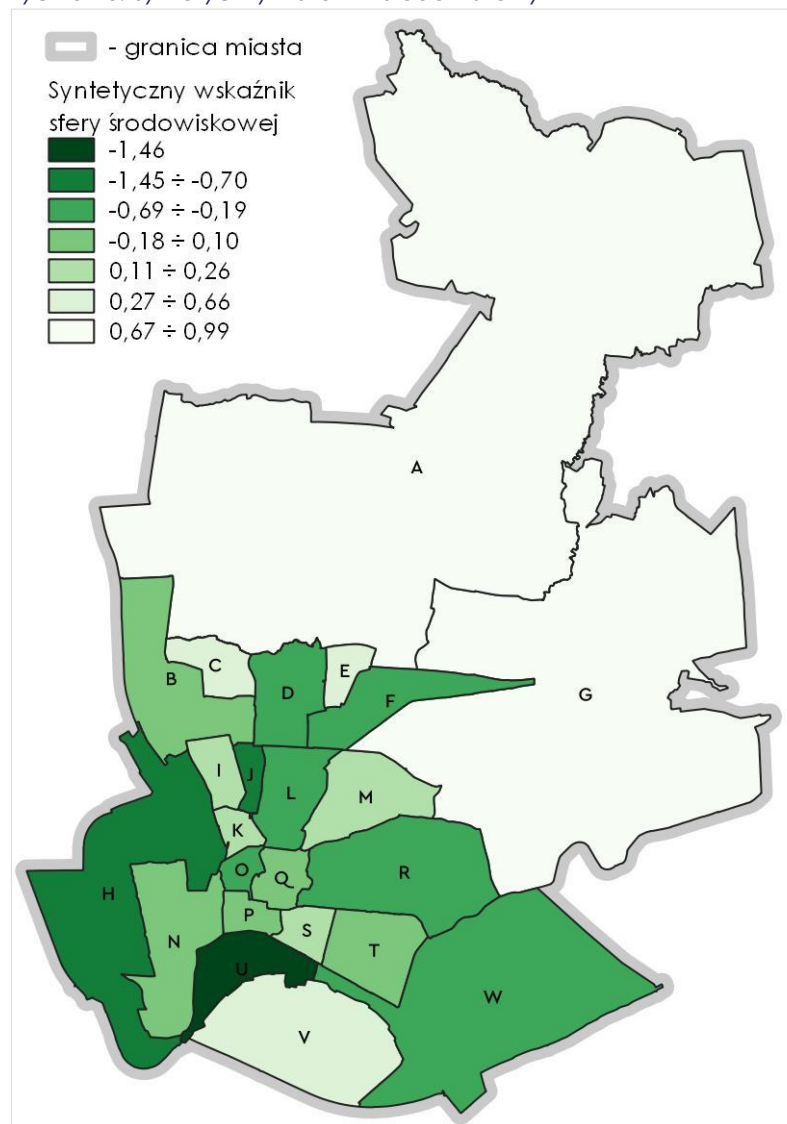 - granica miasta
Syntetyczny wskaźnik
sfery środowiskowej
-1,46
-1,45 ÷ -0,70
-0,69 ÷ -0,19
-0,18 ÷ 0,10
0,11 ÷ 0,26
0,27 ÷ 0,66
0,67 ÷ 0,99
A
B
C
D
E
F
G
H
I
J
K
L
M
N
O
P
Q
R
S
T
U
V
W